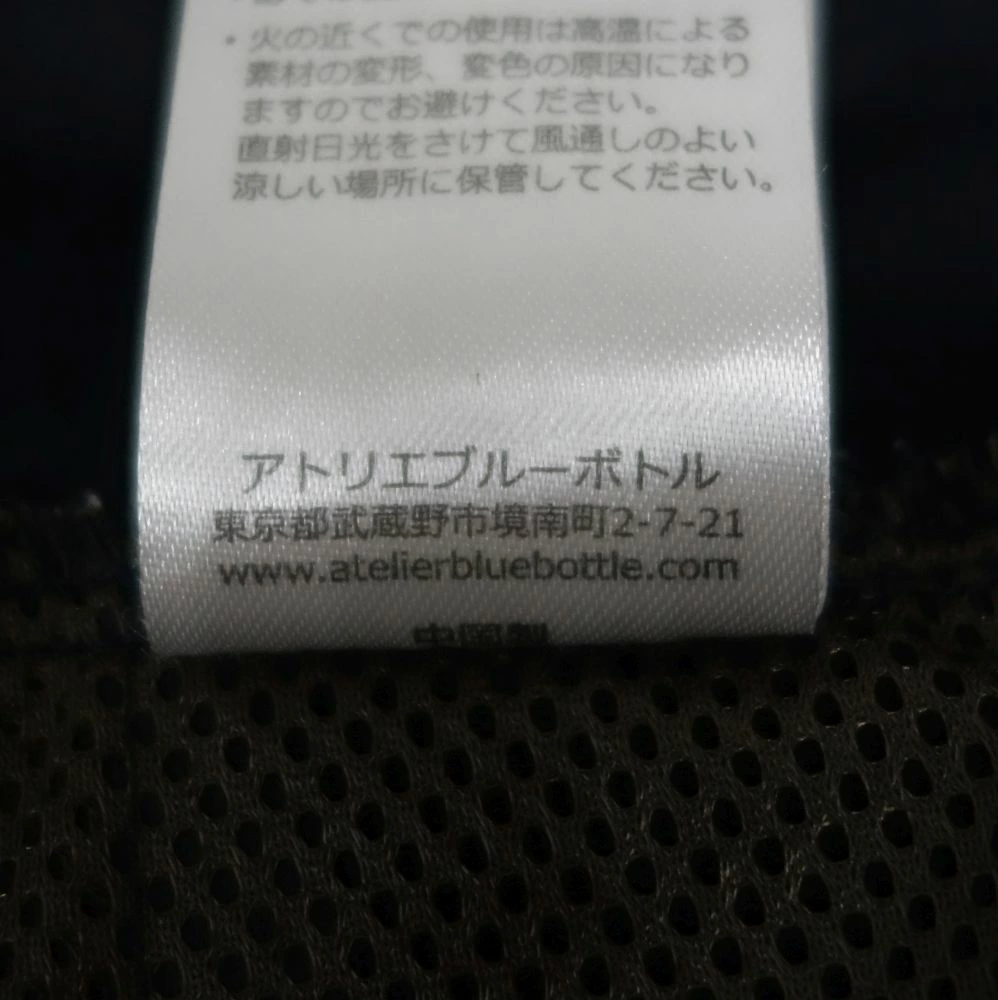 ・火の近くでの使用は高温による
素材の変形、変色の原因になり
ますのでお避けください。
直射日光をさけて風通しのよい
涼しい場所に保管してください。
アトリエブルーボトル
東京都武蔵野市境南町2-7-21
www.atelierbluebottle.com
中国製